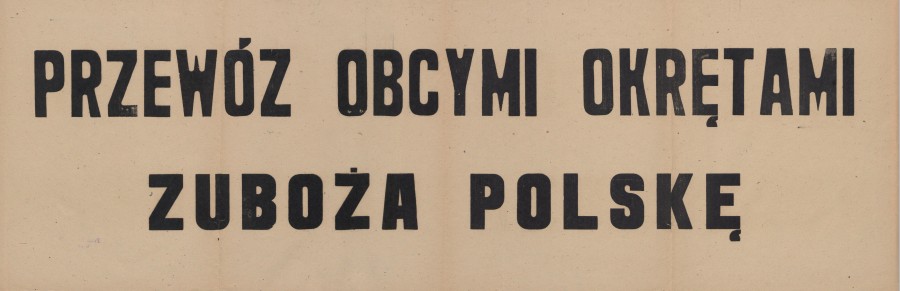 PRZEWÓZ OBCYMI OKRĘTAMI
ZUBOŻA POLSKĘ